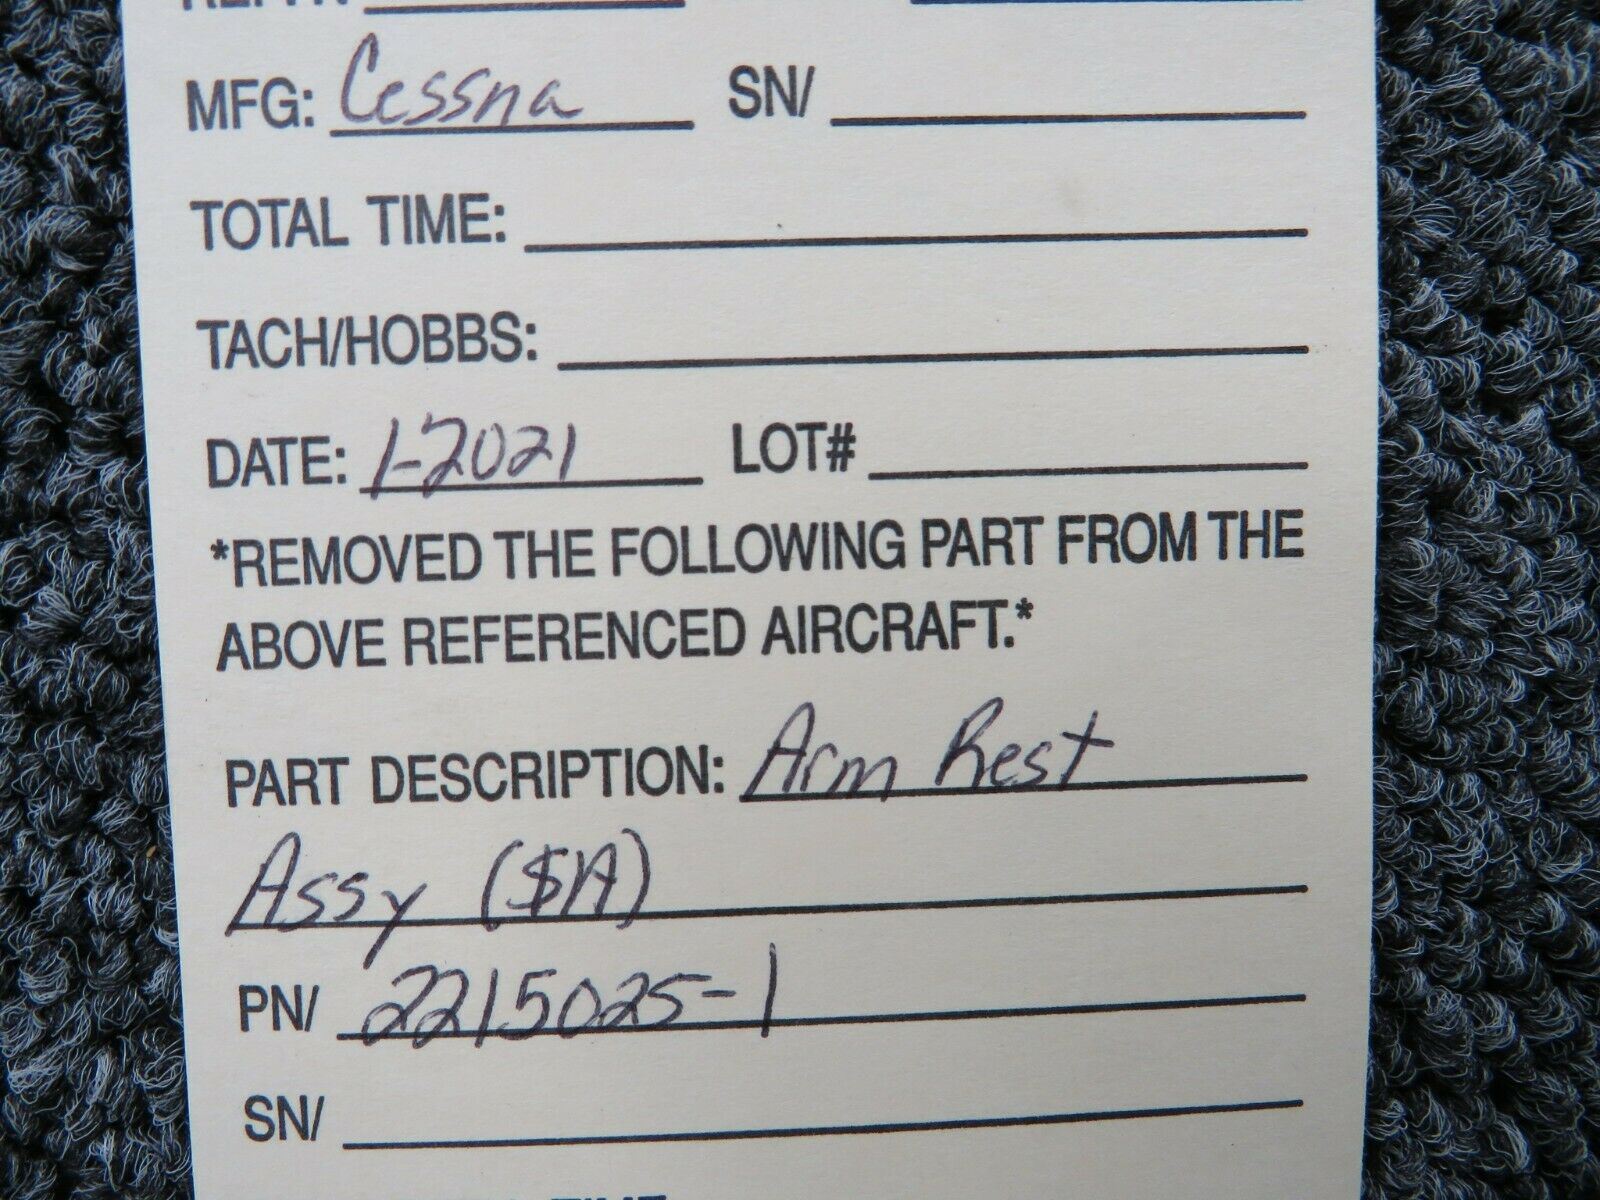 MFG: Cessna SN/
TOTAL TIME:
TACH/HOBBS:
DATE: 1-2021 LOT#
*REMOVED THE FOLLOWING PART FROM THE
ABOVE REFERENCED AIRCRAFT.*
PART DESCRIPTION: Arm Rest
Assy ($A)
PN/ 2215025-1
SN/